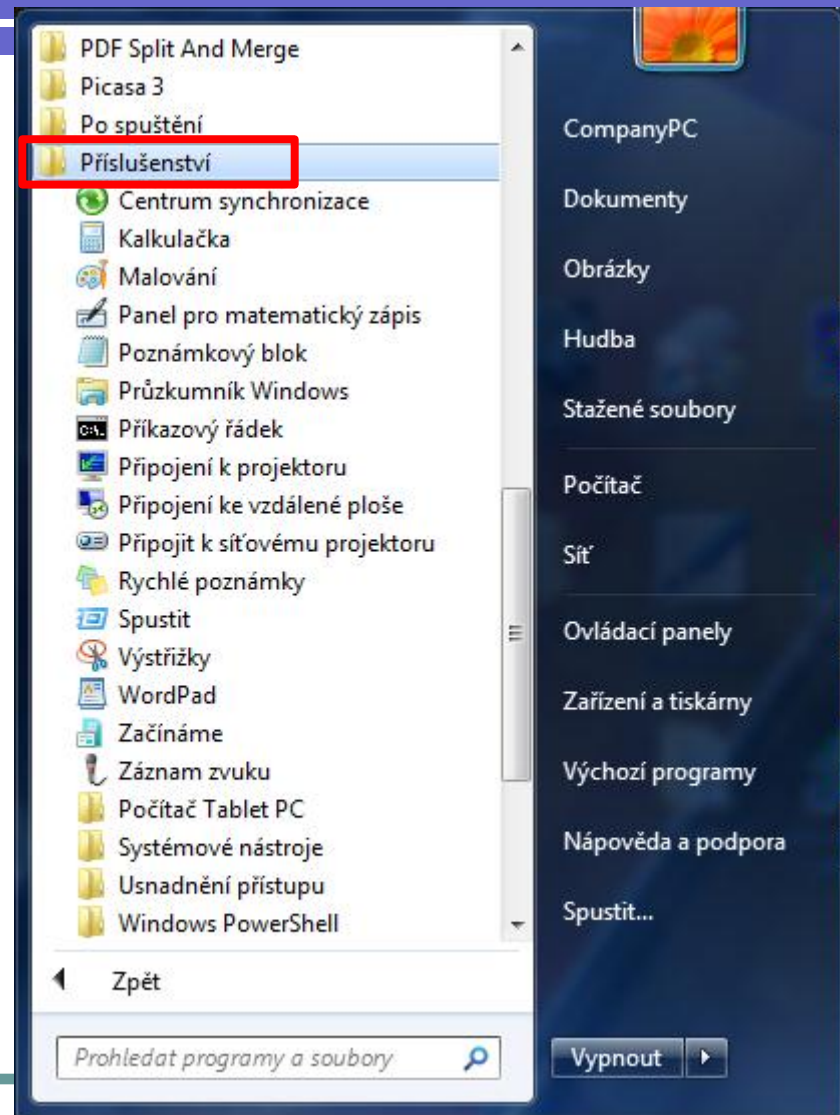 PDF Split And Merge
Picasa 3
Po spuštění
Příslušenství
Centrum synchronizace
Kalkulačka
Malování
Panel pro matematický zápis
Poznámkový blok
Průzkumník Windows
Příkazový řádek
Připojení k projektoru
Připojení ke vzdálené ploše
Připojit k síťovému projektoru
Rychlé poznámky
Spustit
Výstřižky
WordPad
Začínáme
Záznam zvuku
Počítač Tablet PC
Systémové nástroje
Usnadnění přístupu
Windows PowerShell
Zpět
Prohledat programy a soubory
CompanyPC
Dokumenty
Obrázky
Hudba
Stažené soubory
Počítač
Síť
Ovládací panely
Zařízení a tiskárny
Výchozí programy
Nápověda a podpora
Spustit...
Vypnout